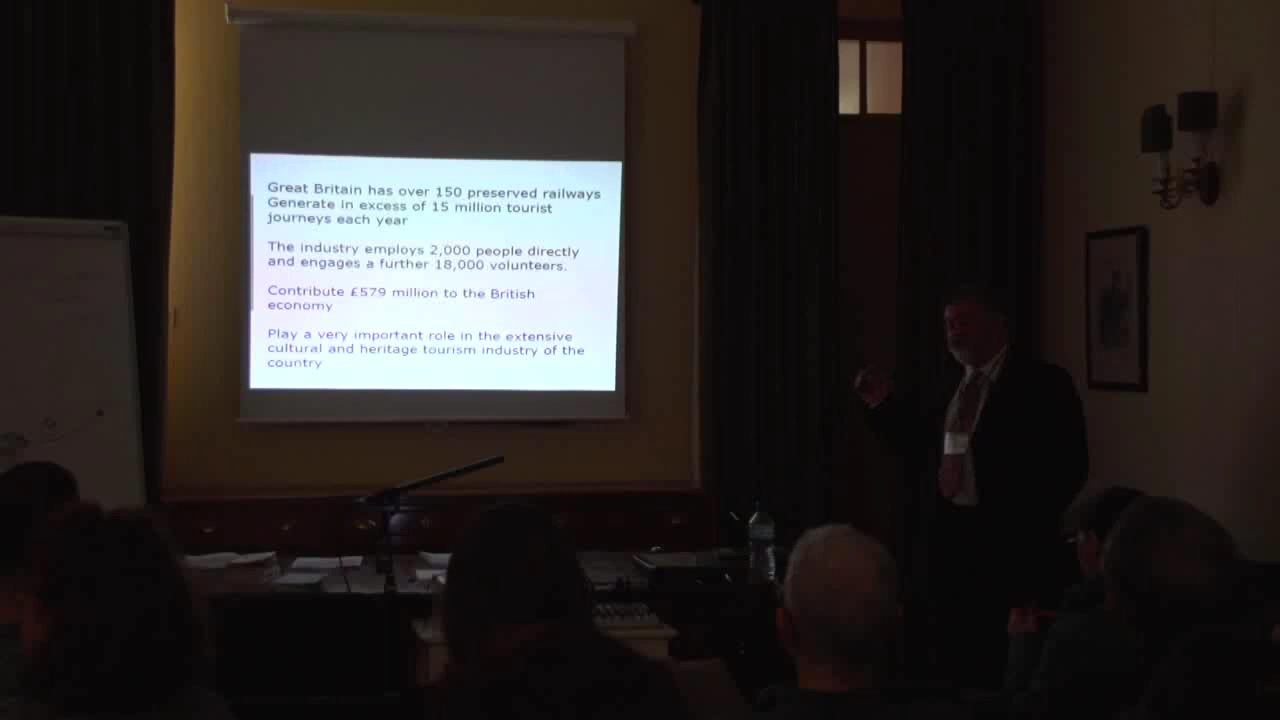 Great Britain has over 150 preserved railways
Generate in excess of 15 million tourist
journeys each year
The industry employs 2,000 people directly
and engages a further 18,000 volunteers.
Contribute £579 million to the British
economy
Play a very important role in the extensive
cultural and heritage tourism industry of the
country